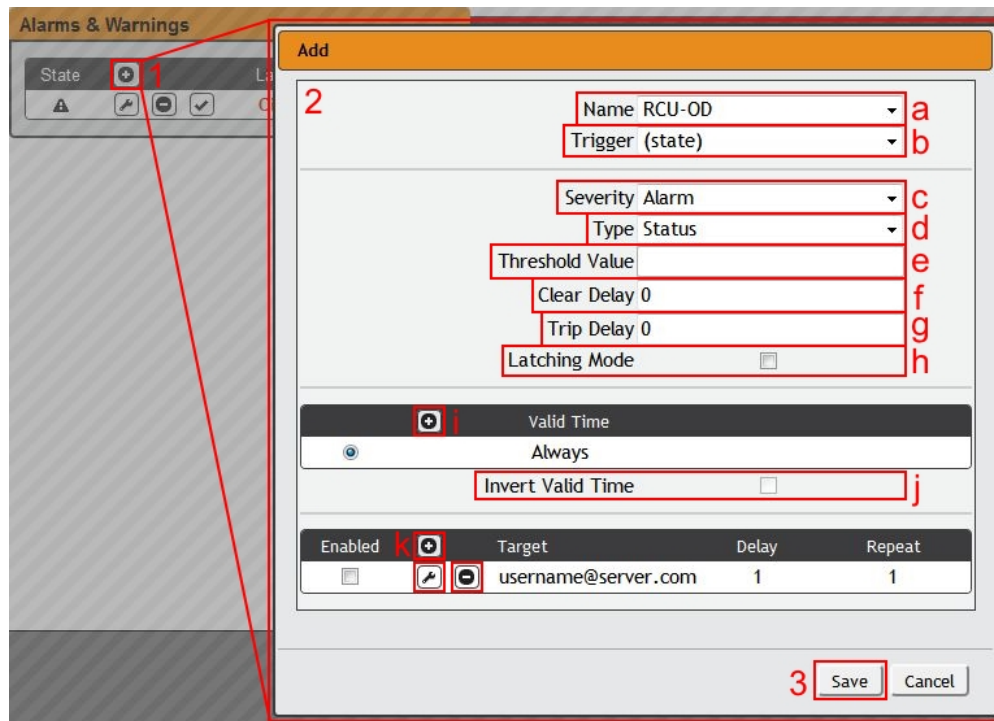 Alarms & Warnings
State
1
La
Add
2
Name RCU-OD a
Trigger (state) b
Severity Alarm c
Type Status d
Threshold Value e
Clear Delay 0 f
Trip Delay 0 g
Latching Mode h
i Valid Time
Always
Invert Valid Time j
Enabled k Target Delay Repeat
username@server.com 1 1
3 Save Cancel